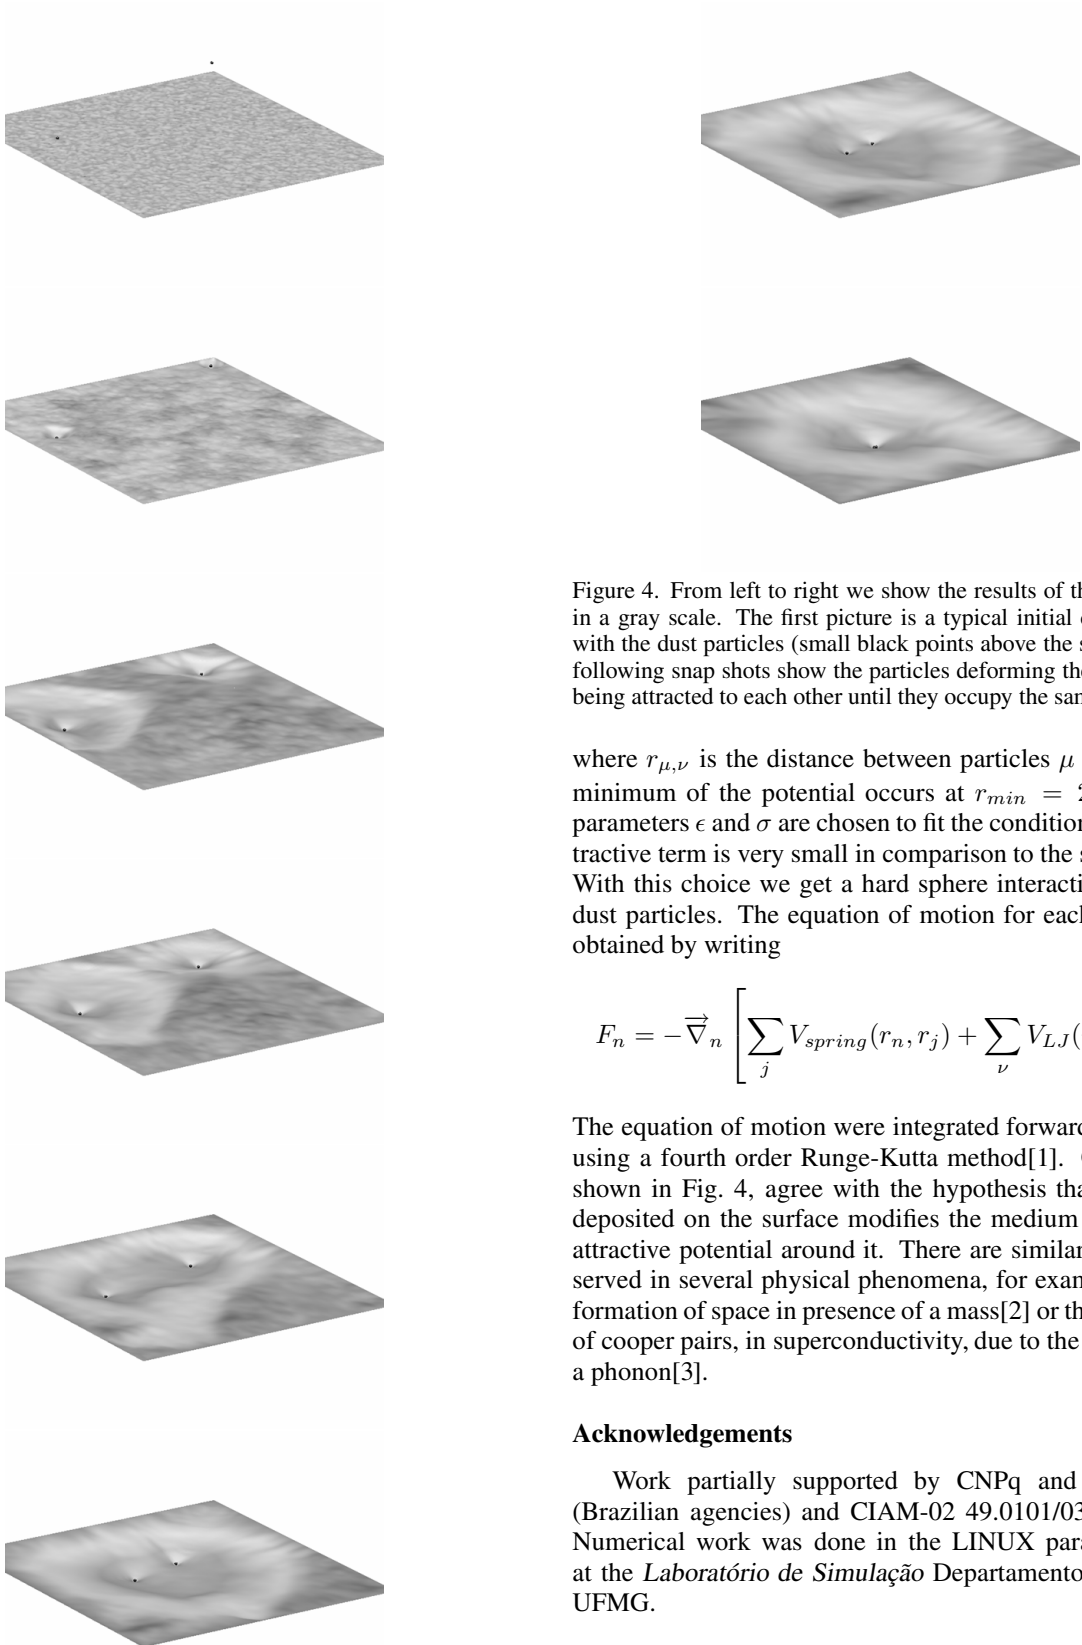 Figure 4. From left to right we show the results of th
in a gray scale. The first picture is a typical initial
with the dust particles (small black points above the s
following snap shots show the particles deforming the
being attracted to each other until they occupy the sam
where $r_{\mu,\nu}$ is the distance between particles $\mu$
minimum of the potential occurs at $r_{min}$ = 2
parameters $\epsilon$ and $\sigma$ are chosen to fit the condition
tractive term is very small in comparison to the s
With this choice we get a hard sphere interacti
dust particles. The equation of motion for each
obtained by writing
$F_n = -\overrightarrow{\nabla}_n \left[ \sum_j V_{spring}(r_n, r_j) + \sum_\nu V_{LJ}( \right.$
The equation of motion were integrated forward
using a fourth order Runge-Kutta method[1].
shown in Fig. 4, agree with the hypothesis tha
deposited on the surface modifies the medium
attractive potential around it. There are similar
served in several physical phenomena, for exam
formation of space in presence of a mass[2] or th
of cooper pairs, in superconductivity, due to the
a phonon[3].
Acknowledgements
Work partially supported by CNPq and
(Brazilian agencies) and CIAM-02 49.0101/03
Numerical work was done in the LINUX para
at the Laboratório de Simulação Departamento
UFMG.